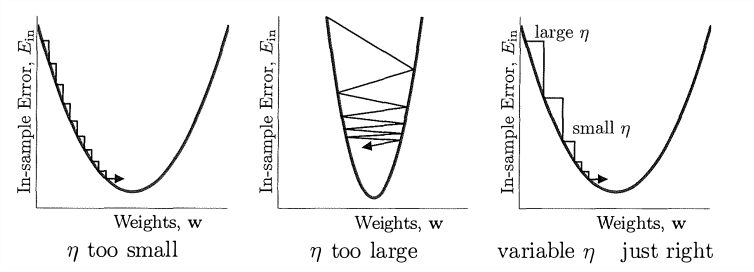 In-sample Error, E_in
Weights, w
η too small
In-sample Error, E_in
Weights, w
η too large
In-sample Error, E_in
large η
small η
Weights, w
variable η just right